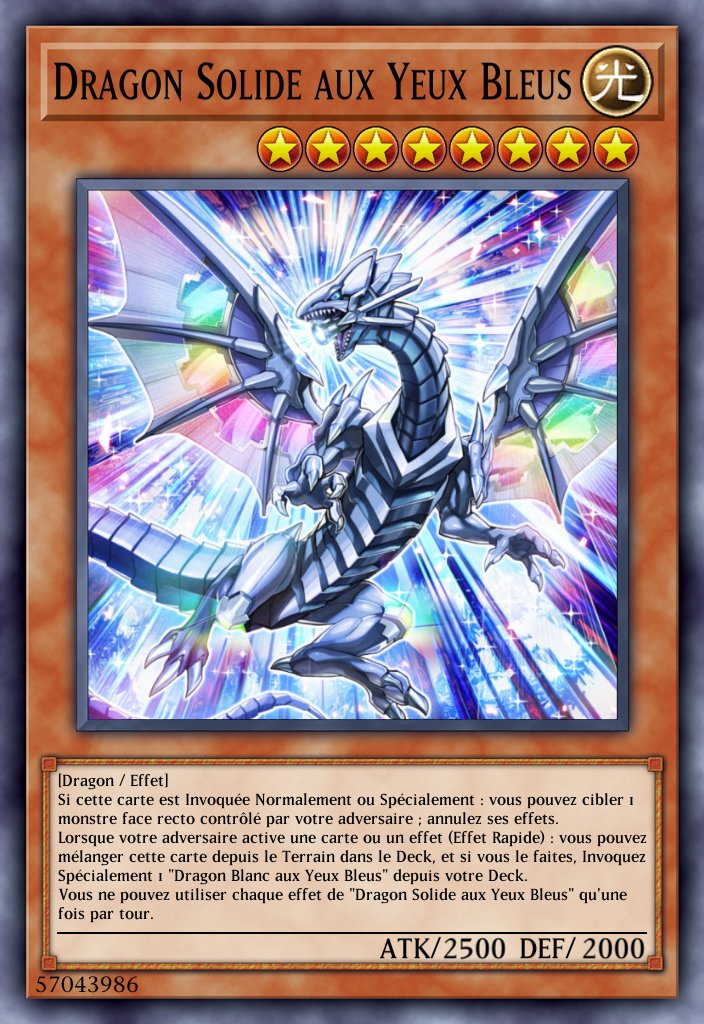 Dragon Solide aux Yeux Bleus
光
[Dragon / Effet]
Si cette carte est Invoquée Normalement ou Spécialement : vous pouvez cibler 1
monstre face recto contrôlé par votre adversaire ; annulez ses effets.
Lorsque votre adversaire active une carte ou un effet (Effet Rapide) : vous pouvez
mélanger cette carte depuis le Terrain dans le Deck, et si vous le faites, Invoquez
Spécialement 1 "Dragon Blanc aux Yeux Bleus" depuis votre Deck.
Vous ne pouvez utiliser chaque effet de "Dragon Solide aux Yeux Bleus" qu'une
fois par tour.
ATK/2500 DEF/ 2000
57043986